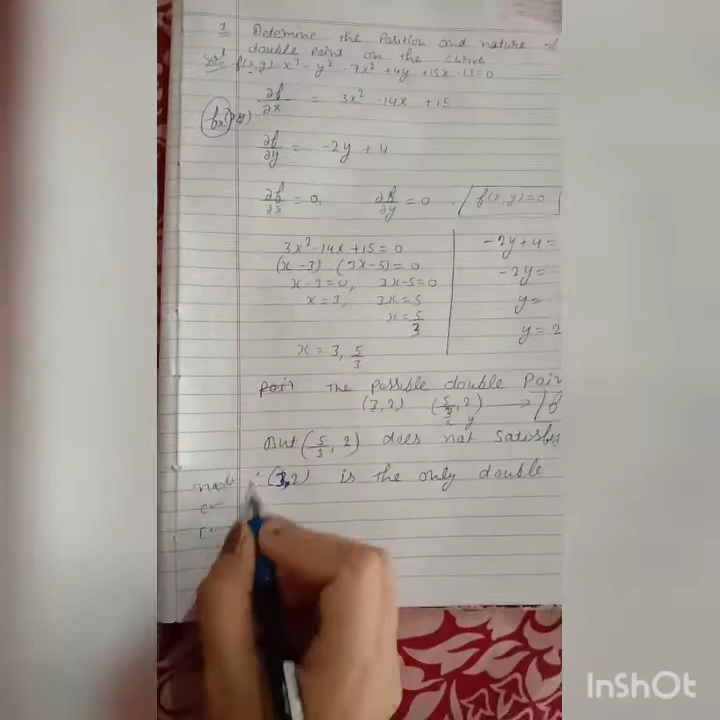 1 Determine the Position and nature of
double Point on the curve
Sol f(x,y) x³ - y² - 7x² + 4y + 15x - 13 = 0
∂f/∂x = 3x² - 14x + 15
∂f/∂y = -2y + 4
∂f/∂x = 0, ∂f/∂y = 0, f(x,y) = 0
3x² - 14x + 15 = 0
(x - 3) (3x - 5) = 0
x - 3 = 0, 3x - 5 = 0
x = 3, 3x = 5
x = 5/3
x = 3, 5/3
-2y + 4 =
-2y =
y =
y = 2
The Possible double Poin
(3,2) (5/3, 2) → f
x y
But (5/3, 2) does not satisfies
∴ (3,2) is the only double
InShOt